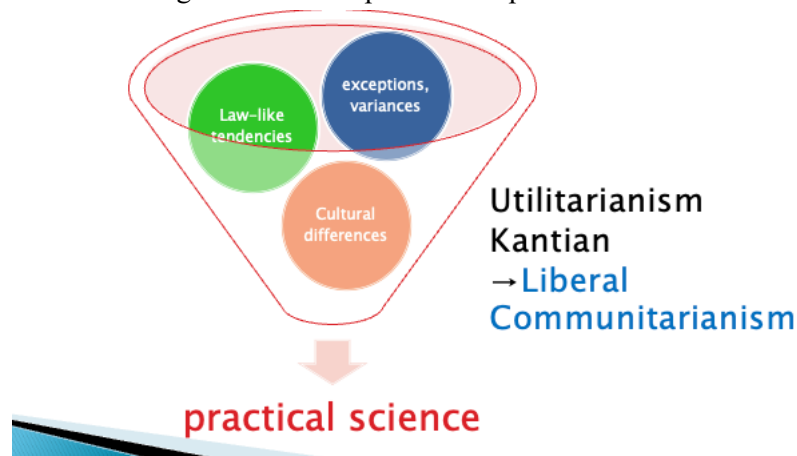 exceptions,
variances
Law-like
tendencies
Cultural
differences
Utilitarianism
Kantian
→Liberal
Communitarianism
practical science